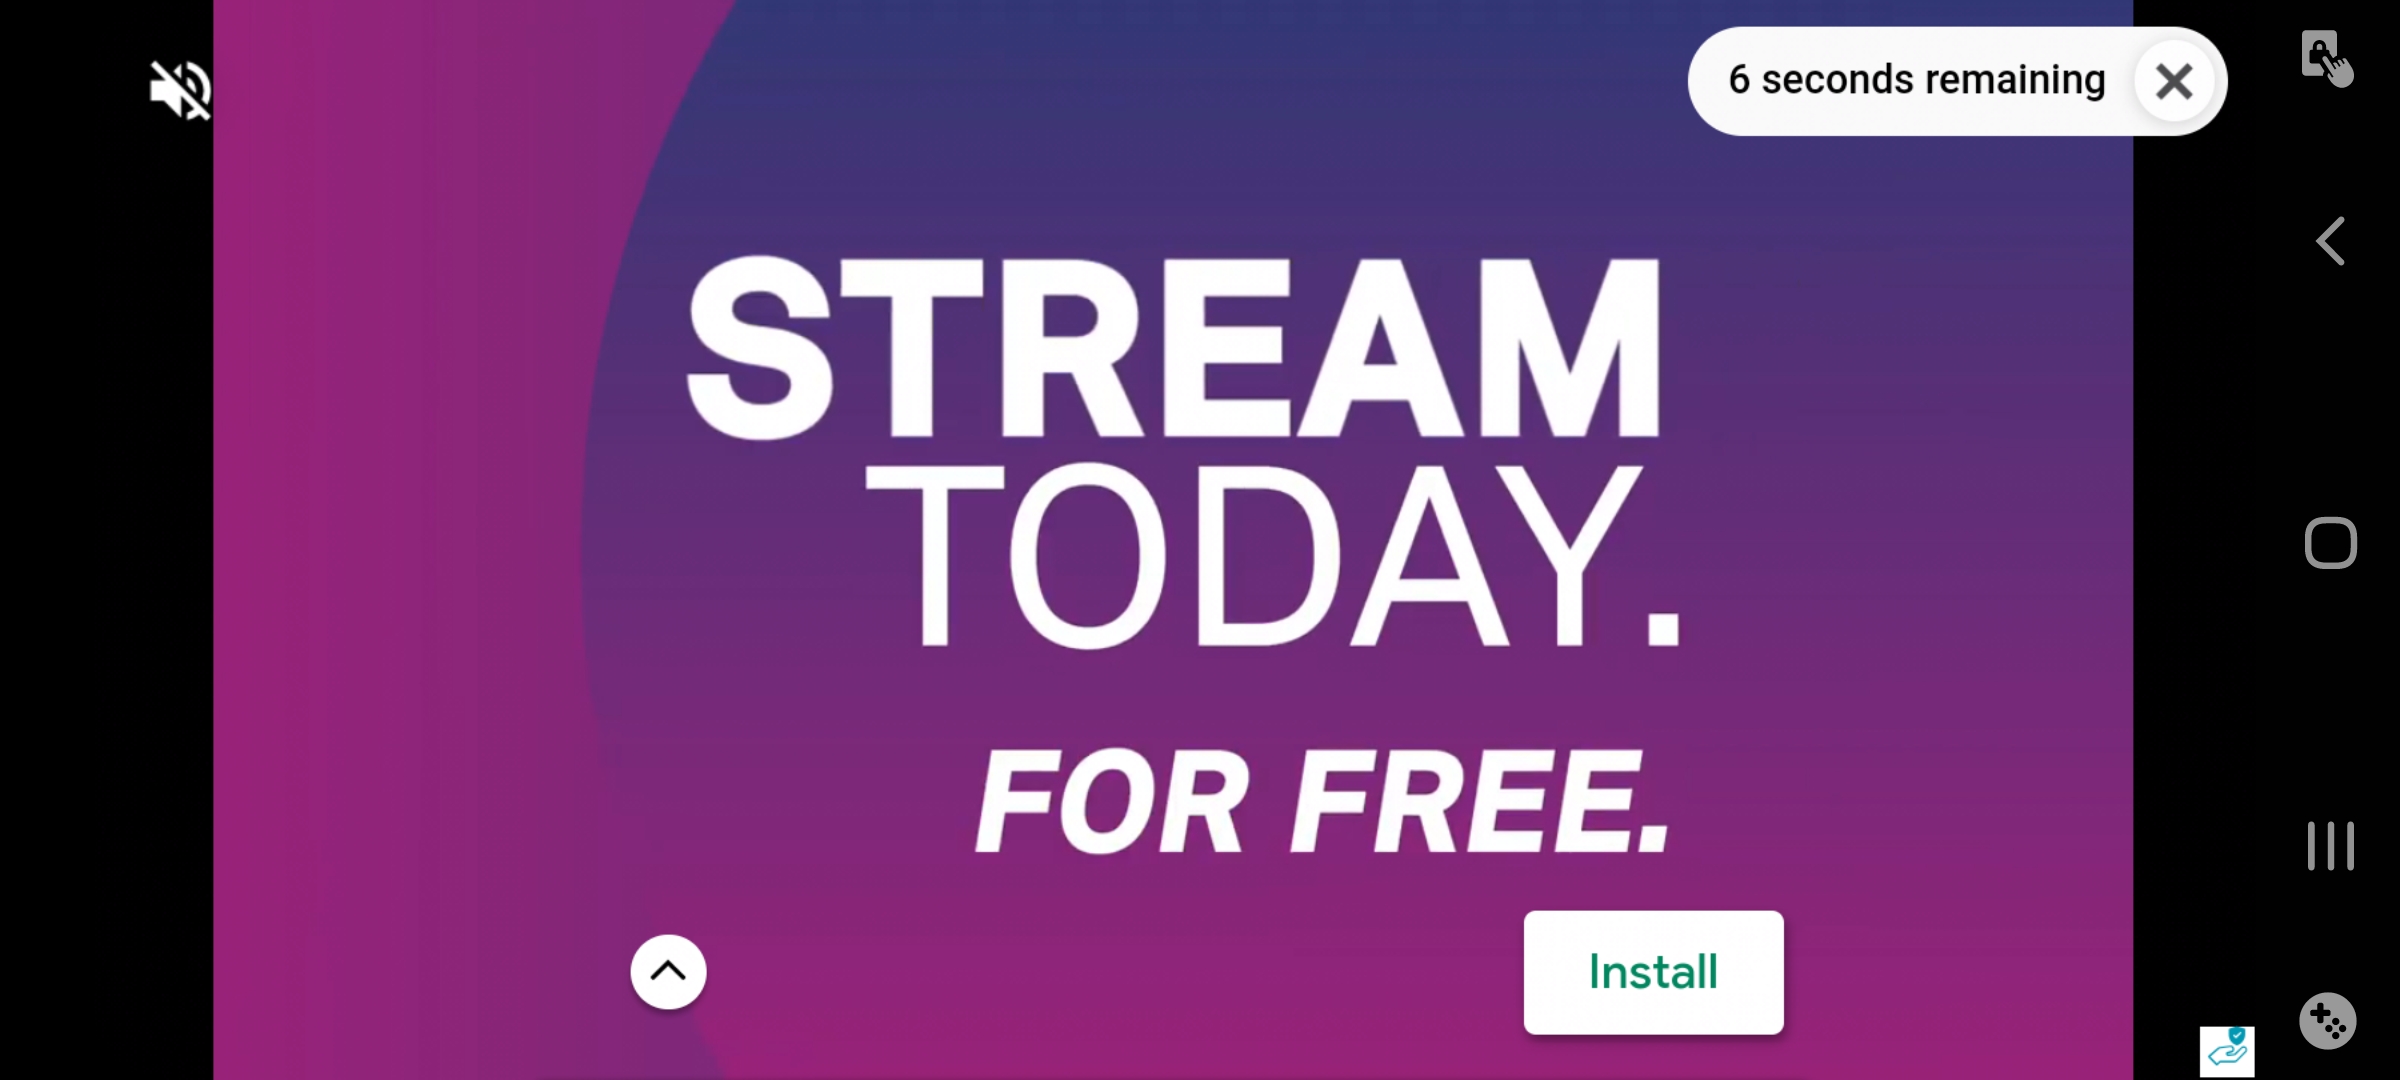 6 seconds remaining
STREAM
TODAY.
FOR FREE.
Install